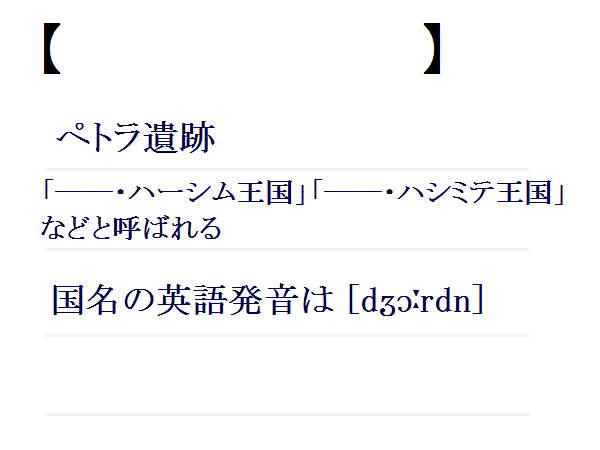 【　　　　　　　　】
ペトラ遺跡
「――・ハーシム王国」「――・ハシミテ王国」
などと呼ばれる
国名の英語発音は [dʒɔːrdn]